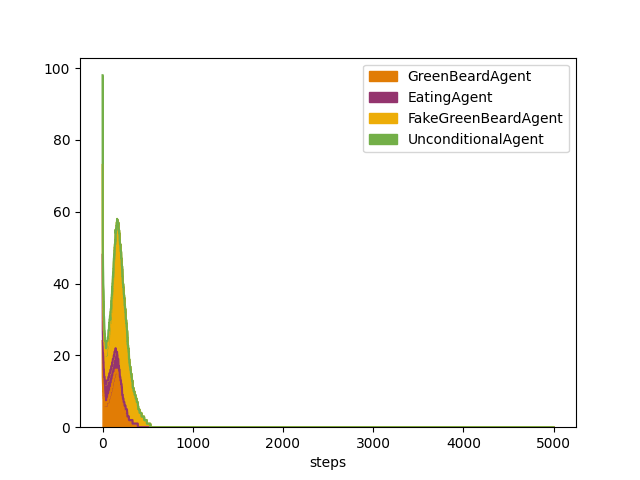 100
80
60
40
20
0
GreenBeardAgent
EatingAgent
FakeGreenBeardAgent
UnconditionalAgent
0 1000 2000 3000 4000 5000
steps